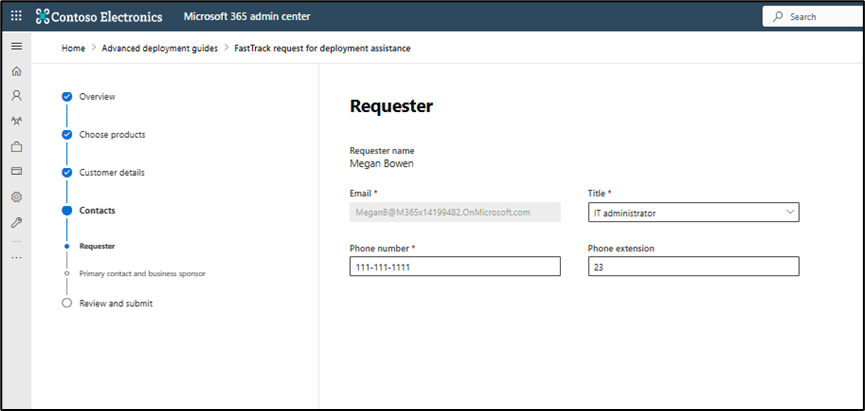 Contoso Electronics Microsoft 365 admin center Search
Home > Advanced deployment guides > FastTrack request for deployment assistance
Overview
Choose products
Customer details
Contacts
Requester
Primary contact and business sponsor
Review and submit
Requester
Requester name
Megan Bowen
Email * Title *
MeganB@M365x14199482.OnMicrosoft.com IT administrator
Phone number * Phone extension
111-111-1111 23